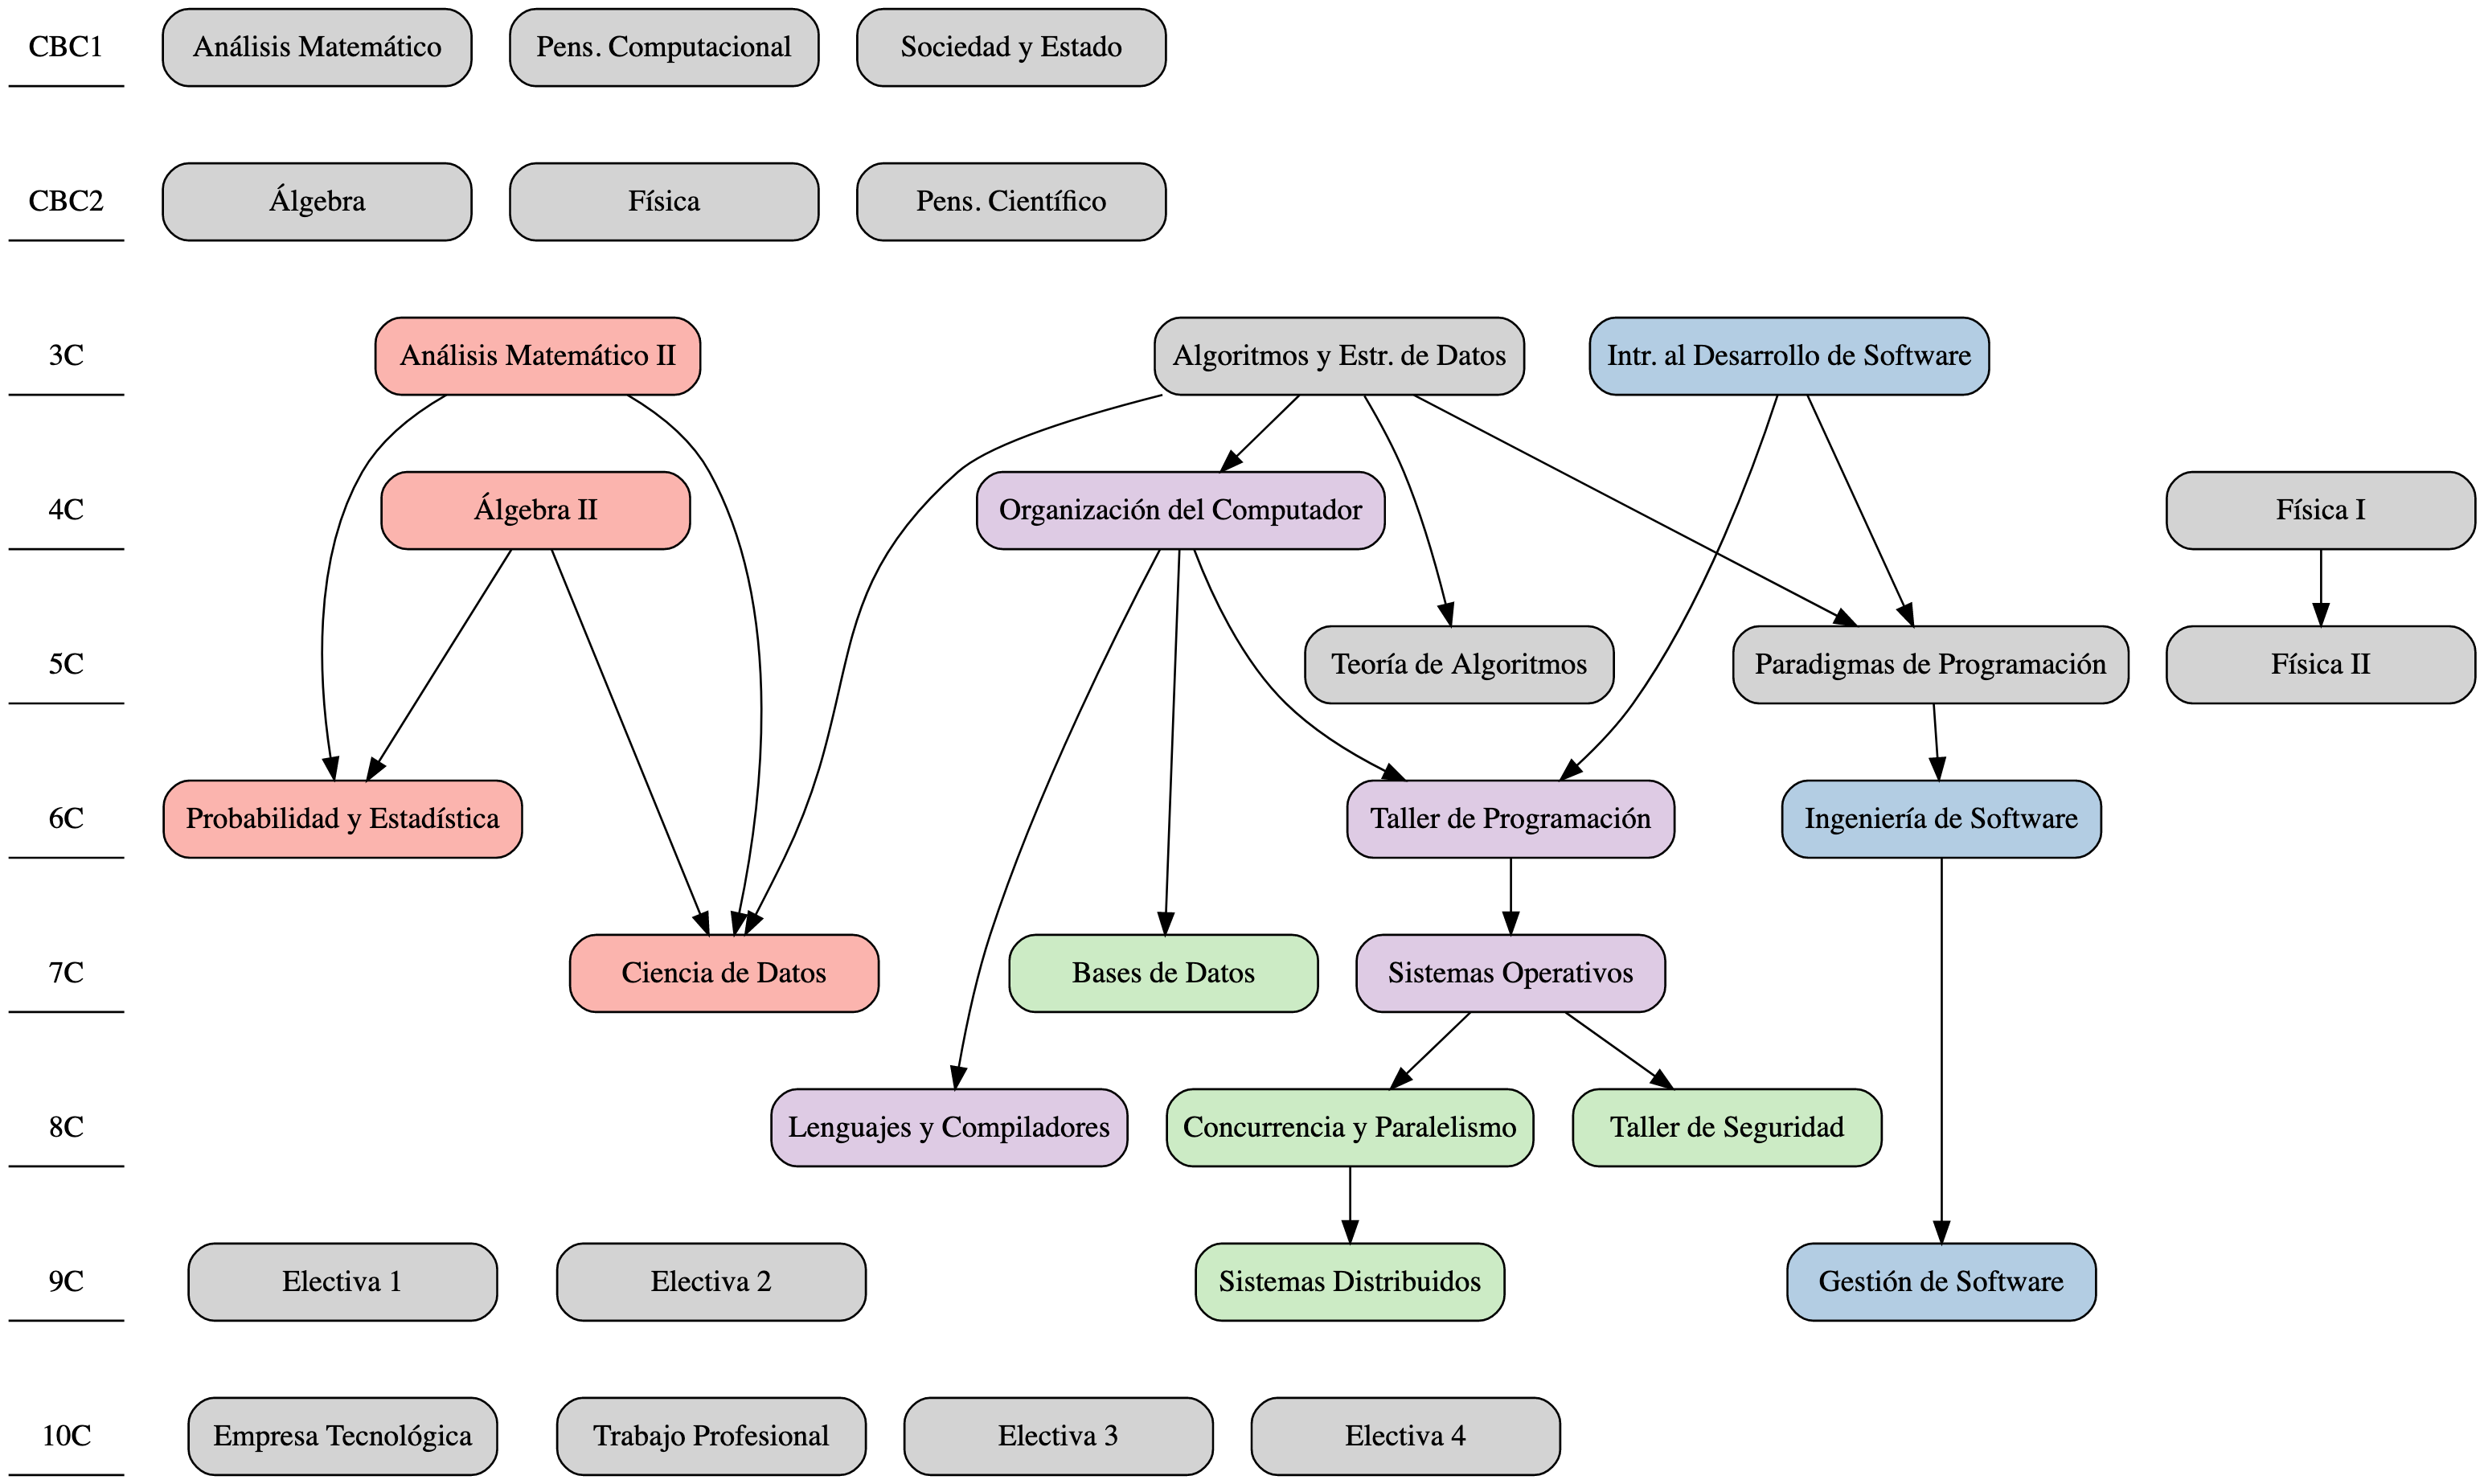 CBC1
Análisis Matemático
Pens. Computacional
Sociedad y Estado
CBC2
Álgebra
Física
Pens. Científico
3C
Análisis Matemático II
Algoritmos y Estr. de Datos
Intr. al Desarrollo de Software
4C
Álgebra II
Organización del Computador
Física I
5C
Teoría de Algoritmos
Paradigmas de Programación
Física II
6C
Probabilidad y Estadística
Taller de Programación
Ingeniería de Software
7C
Ciencia de Datos
Bases de Datos
Sistemas Operativos
8C
Lenguajes y Compiladores
Concurrencia y Paralelismo
Taller de Seguridad
9C
Electiva 1
Electiva 2
Sistemas Distribuidos
Gestión de Software
10C
Empresa Tecnológica
Trabajo Profesional
Electiva 3
Electiva 4